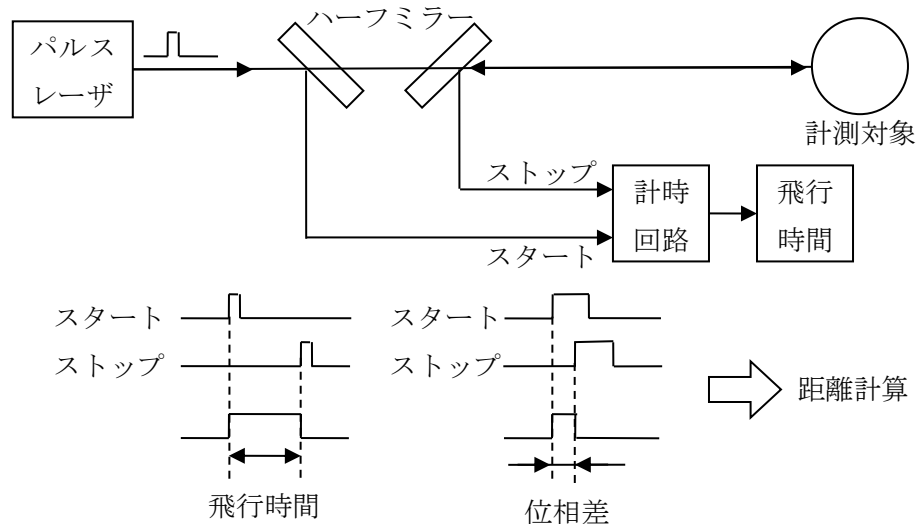 ハーフミラー
パルス
レーザ
計測対象
ストップ
計時
回路
飛行
時間
スタート
スタート
ストップ
飛行時間
スタート
ストップ
位相差
距離計算